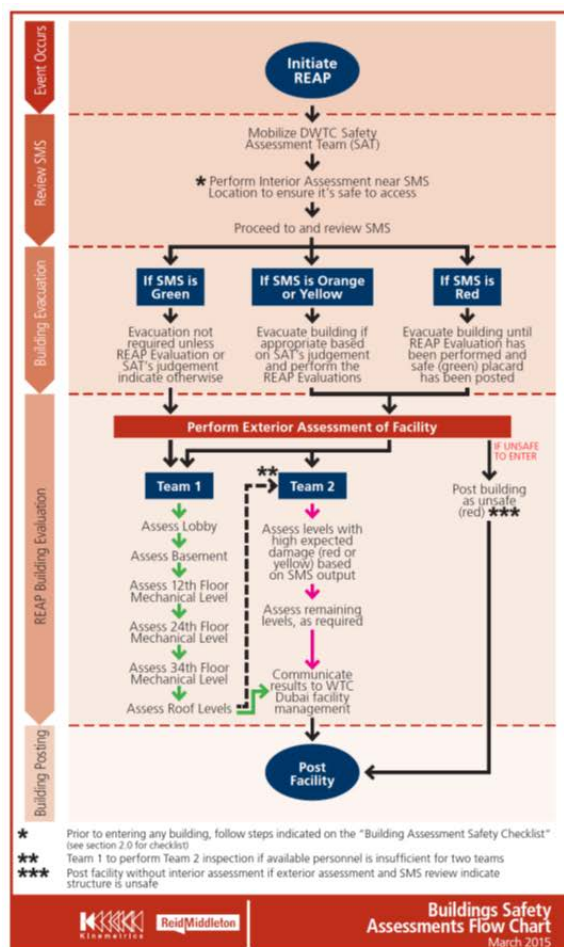 Event Occurs
Initiate
REAP
Review SMS
Mobilize DWTC Safety
Assessment Team (SAT)
* Perform Interior Assessment near SMS
Location to ensure it's safe to access
Proceed to and review SMS
Building Evacuation
If SMS is
Green
If SMS is Orange
or Yellow
If SMS is
Red
Evacuation not
required unless
REAP Evaluation or
SAT's judgement
indicate otherwise
Evacuate building if
appropriate based
on SAT's judgement
and perform the
REAP Evaluations
Evacuate building until
REAP Evaluation has
been performed and
safe (green) placard
has been posted
REAP Building Evaluation
Perform Exterior Assessment of Facility
IF UNSAFE
TO ENTER
Team 1
**
Team 2
Post building
as unsafe
(red) ***
Assess Lobby
Assess Basement
Assess 12th Floor
Mechanical Level
Assess 24th Floor
Mechanical Level
Assess 34th Floor
Mechanical Level
Assess Roof Levels
Assess levels with
high expected
damage (red or
yellow) based
on SMS output
Assess remaining
levels, as required
Communicate
results to WTC
Dubai facility
management
Building Posting
Post
Facility
* Prior to entering any building, follow steps indicated on the "Building Assessment Safety Checklist"
(see section 2.0 for checklist)
** Team 1 to perform Team 2 inspection if available personnel is insufficient for two teams
*** Post facility without interior assessment if exterior assessment and SMS review indicate
structure is unsafe
Kinemetrics
ReidMiddleton
Buildings Safety
Assessments Flow Chart
March 2015